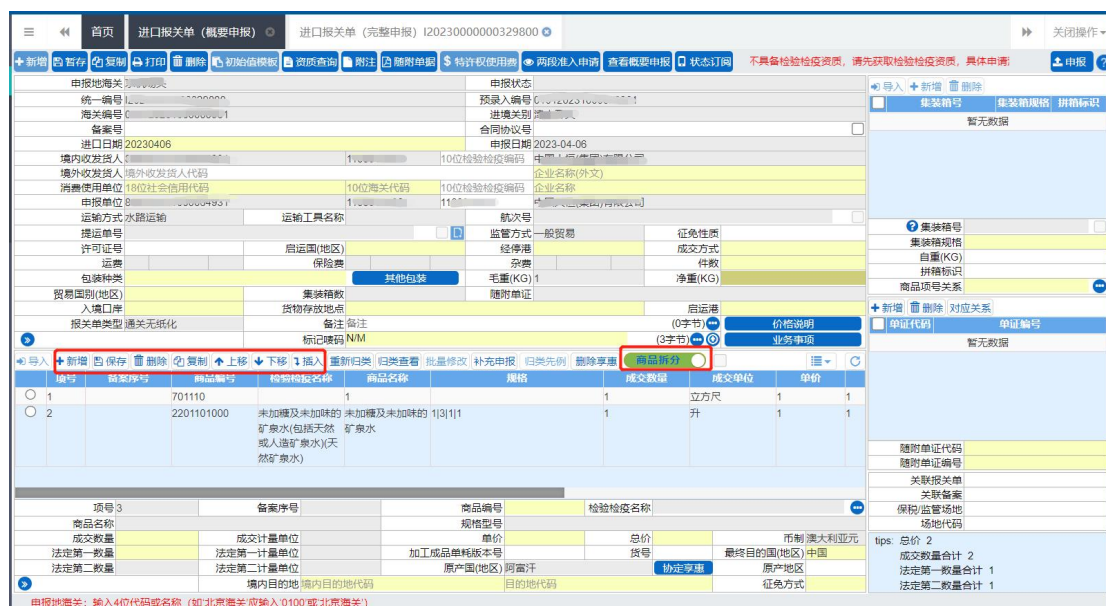 首页 进口报关单（概要申报） 进口报关单（完整申报）I20230000000329800 关闭操作
新增 暂存 复制 打印 删除 初始值模板 资质查询 附注 随附单据 $ 特许权使用费 两段准入申请 查看概要申报 状态订阅 不具备检验检疫资质，请先获取检验检疫资质，具体申请 申报
申报地海关 申报状态
统一编号 预录入编号
海关编号 进境关别
备案号 合同协议号
进口日期 20230406 申报日期 2023-04-06
境内收发货人 10位检验检疫编码
境外收发货人 境外收发货人代码 企业名称(外文)
消费使用单位 18位社会信用代码 10位海关代码 10位检验检疫编码 企业名称
申报单位
运输方式 水路运输 运输工具名称 航次号
提运单号 监管方式 一般贸易 征免性质
许可证号 启运国(地区) 经停港 成交方式
运费 保险费 杂费 件数
包装种类 其他包装 毛重(KG) 1 净重(KG)
贸易国别(地区) 集装箱数 随附单证
入境口岸 货物存放地点 启运港
报关单类型 通关无纸化 备注 备注 (0字节) 价格说明
标记唛码 N/M (3字节) 业务事项
导入 新增 保存 删除 复制 上移 下移 插入 重新归类 归类查看 批量修改 补充申报 归类先例 删除享惠 商品拆分
项号 备案序号 商品编号 检验检疫名称 商品名称 规格 成交数量 成交单位 单价
1 701110 1 1 立方尺 1 1
2 2201101000 未加糖及未加味的 未加糖及未加味的 1|3|1|1 1 升 1 1
矿泉水(包括天然 矿泉水
或人造矿泉水)(天
然矿泉水)
项号 3 备案序号 商品编号 检验检疫名称
商品名称 规格型号
成交数量 成交计量单位 单价 总价 币制 澳大利亚元
法定第一数量 法定第一计量单位 加工成品单耗版本号 货号 最终目的国(地区) 中国
法定第二数量 法定第二计量单位 原产国(地区) 阿富汗 协定享惠 原产地区
境内目的地 境内目的地代码 目的地代码 征免方式
申报地海关：输入4位代码或名称（如'北京海关'应输入'0100'或'北京海关'）
导入 新增 删除
集装箱号 集装箱规格 拼箱标识
暂无数据
集装箱号
集装箱规格
自重(KG)
拼箱标识
商品项号关系
新增 删除 对应关系
单证代码 单证编号
暂无数据
随附单证代码
随附单证编号
关联报关单
关联备案
保税/监管场地
场地代码
tips: 总价 2
成交数量合计 2
法定第一数量合计 1
法定第二数量合计 1